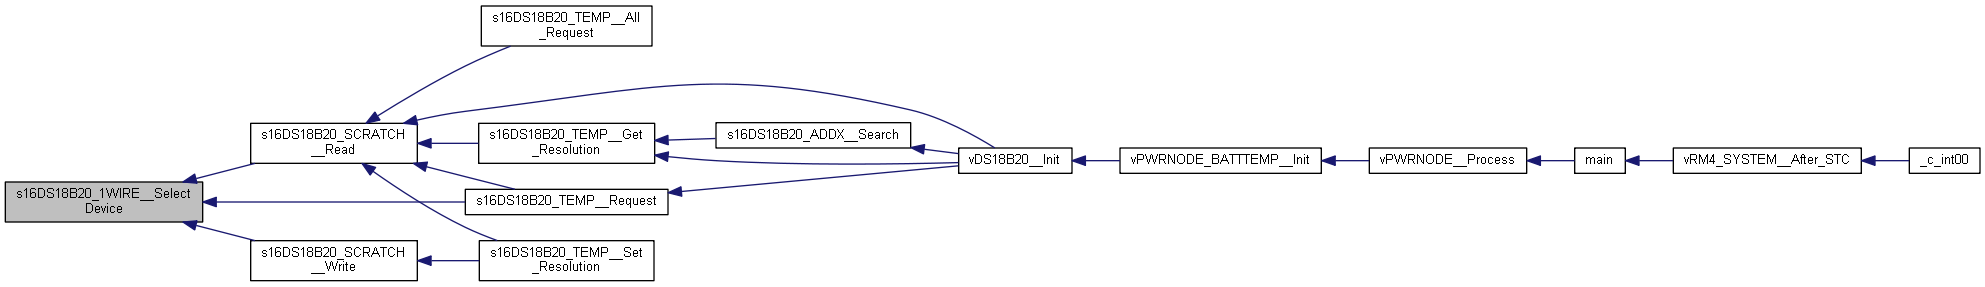 s16DS18B20_TEMP__All
_Request
s16DS18B20_SCRATCH
__Read
s16DS18B20_TEMP__Get
_Resolution
s16DS18B20_ADDX__Search
vDS18B20__Init
vPWRNODE_BATTTEMP__Init
vPWRNODE__Process
main
vRM4_SYSTEM__After_STC
_c_int00
s16DS18B20_1WIRE__Select
Device
s16DS18B20_TEMP__Request
s16DS18B20_SCRATCH
__Write
s16DS18B20_TEMP__Set
_Resolution